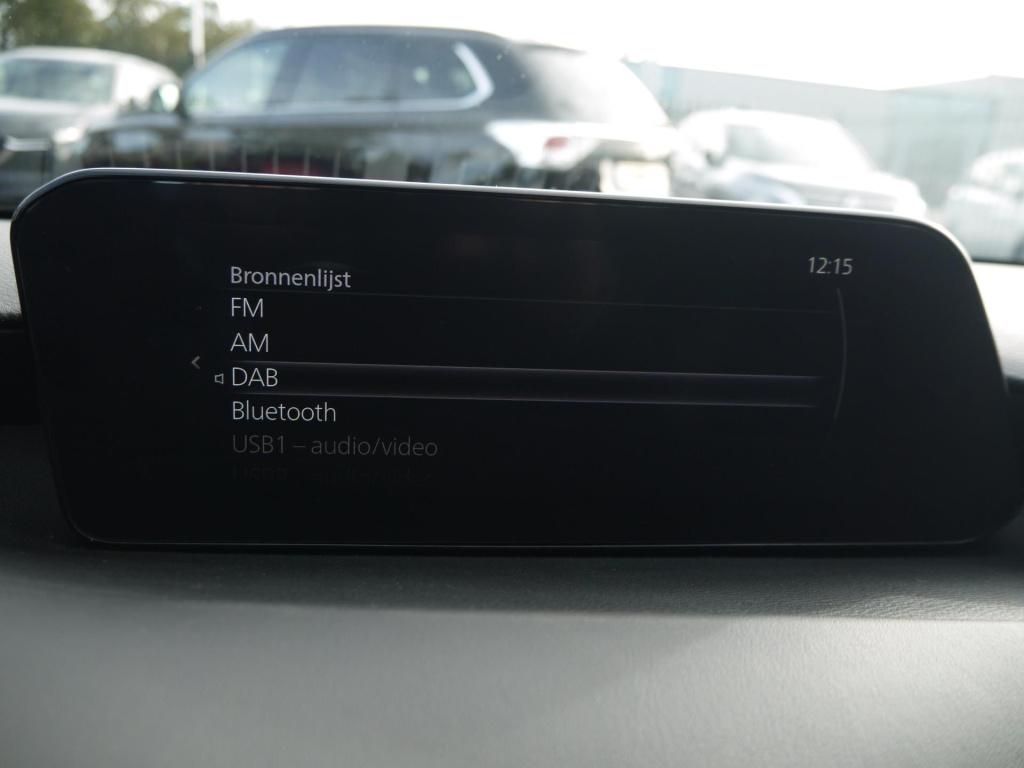 Bronnenlijst
12:15
FM
AM
DAB
Bluetooth
USB1 – audio/video